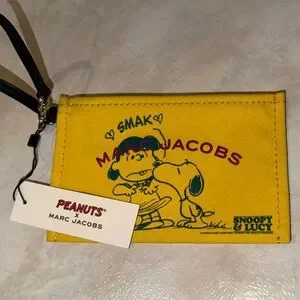 SMAK
MARC JACOBS
SNOOPY
& LUCY
PEANUTS
X
MARC JACOBS